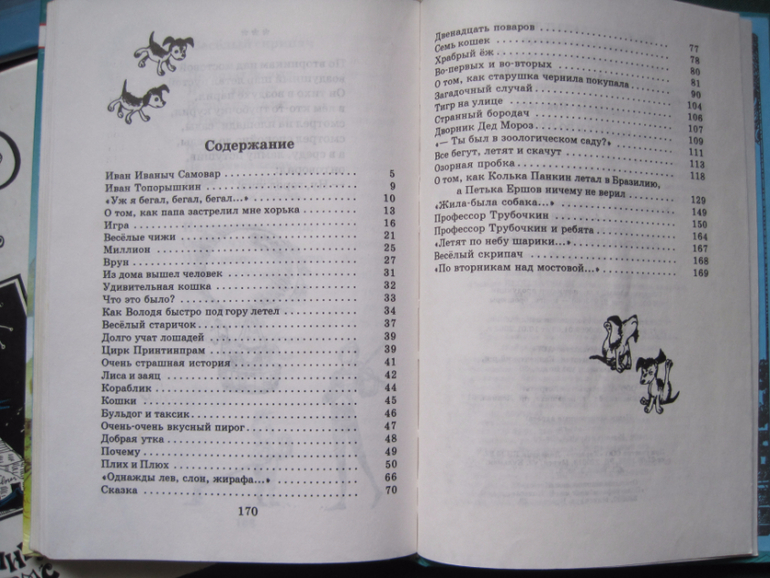 Содержание
Иван Иваныч Самовар 5
Иван Топорышкин 9
«Уж я бегал, бегал, бегал...» 10
О том, как папа застрелил мне хорька 13
Игра 17
Весёлые чижи 21
Миллион 25
Врун 27
Из дома вышел человек 31
Удивительная кошка 32
Что это было? 33
Как Володя быстро под гору летел 34
Весёлый старичок 37
Долго учат лошадей 39
Цирк Принтинпрам 39
Очень страшная история 41
Лиса и заяц 42
Кораблик 44
Кошки 45
Бульдог и таксик 46
Очень-очень вкусный пирог 47
Добрая утка 48
Почему 49
Плих и Плюх 50
«Однажды лев, слон, жирафа...» 66
Сказка 70
170
Двенадцать поваров 77
Семь кошек 78
Храбрый ёж 80
Во-первых и во-вторых 81
О том, как старушка чернила покупала 90
Загадочный случай 104
Тигр на улице 106
Странный бородач 107
Дворник Дед Мороз 109
«— Ты был в зоологическом саду?» 111
Все бегут, летят и скачут 113
Озорная пробка 118
О том, как Колька Панкин летал в Бразилию,
а Петька Ершов ничему не верил 129
«Жила-была собака...» 149
Профессор Трубочкин 150
Профессор Трубочкин и ребята 164
«Летят по небу шарики...» 167
Весёлый скрипач 168
«По вторникам над мостовой...» 169